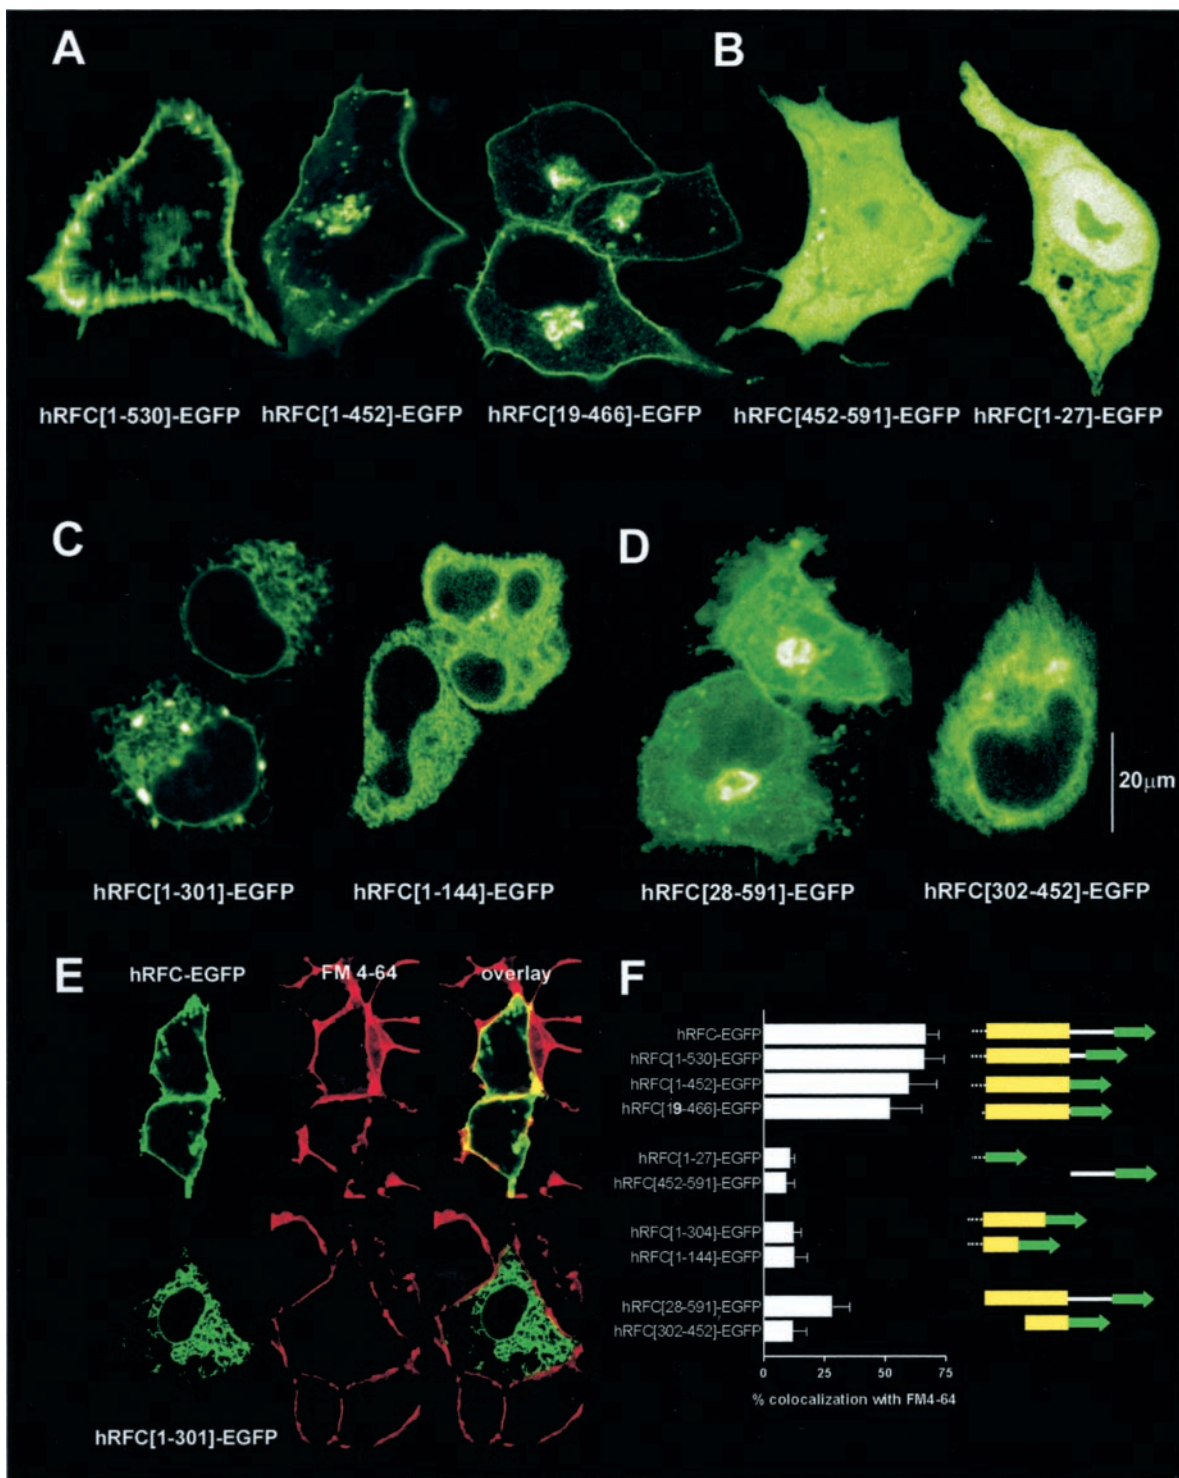 A
B
hRFC[1-530]-EGFP
hRFC[1-452]-EGFP
hRFC[19-466]-EGFP
hRFC[452-591]-EGFP
hRFC[1-27]-EGFP
C
D
20μm
hRFC[1-301]-EGFP
hRFC[1-144]-EGFP
hRFC[28-591]-EGFP
hRFC[302-452]-EGFP
E
hRFC-EGFP
FM 4-64
overlay
hRFC[1-301]-EGFP
F
hRFC-EGFP
hRFC[1-530]-EGFP
hRFC[1-452]-EGFP
hRFC[19-466]-EGFP
hRFC[1-27]-EGFP
hRFC[452-591]-EGFP
hRFC[1-304]-EGFP
hRFC[1-144]-EGFP
hRFC[28-591]-EGFP
hRFC[302-452]-EGFP
0 25 50 75
% colocalization with FM4-64